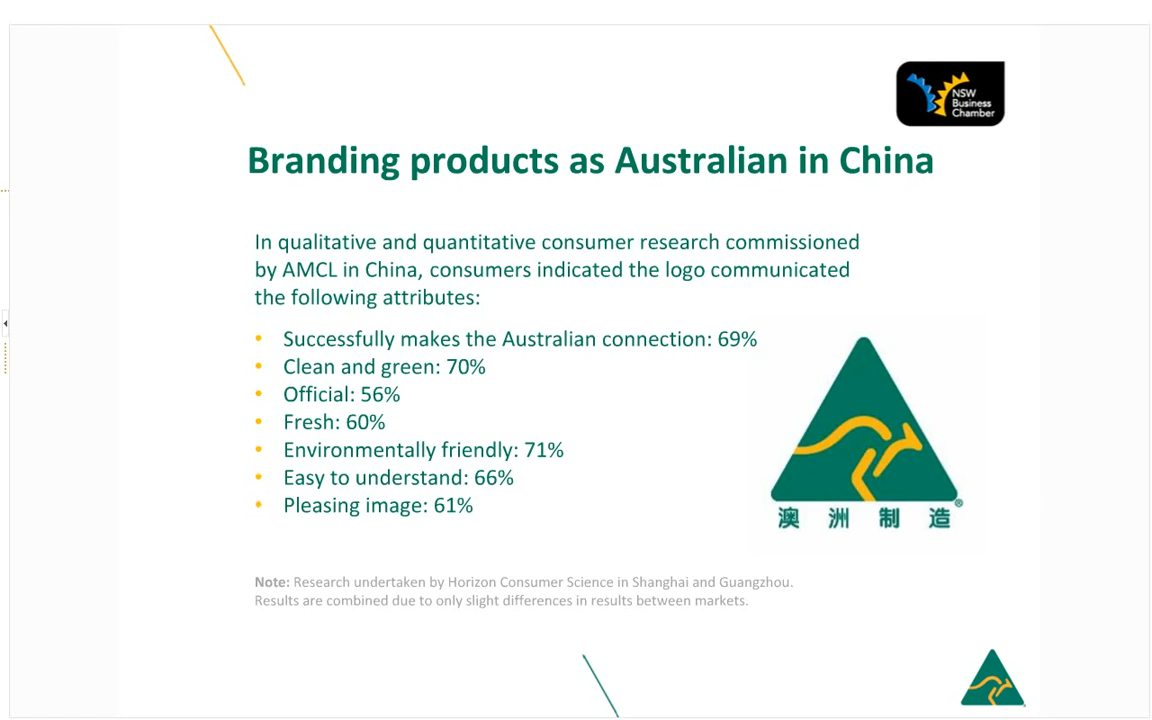 NSW
Business
Chamber
Branding products as Australian in China
In qualitative and quantitative consumer research commissioned
by AMCL in China, consumers indicated the logo communicated
the following attributes:
• Successfully makes the Australian connection: 69%
• Clean and green: 70%
• Official: 56%
• Fresh: 60%
• Environmentally friendly: 71%
• Easy to understand: 66%
• Pleasing image: 61%
®
澳 洲 制 造
Note: Research undertaken by Horizon Consumer Science in Shanghai and Guangzhou.
Results are combined due to only slight differences in results between markets.